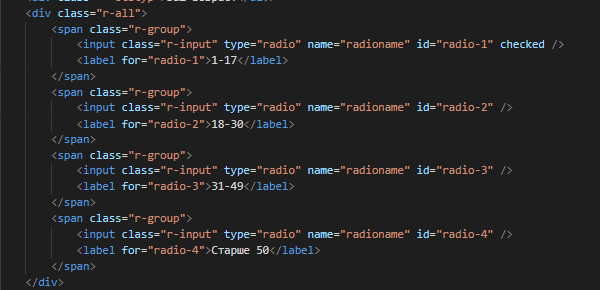 <div class="r-all">
<span class="r-group">
<input class="r-input" type="radio" name="radioname" id="radio-1" checked />
<label for="radio-1">1-17</label>
</span>
<span class="r-group">
<input class="r-input" type="radio" name="radioname" id="radio-2" />
<label for="radio-2">18-30</label>
</span>
<span class="r-group">
<input class="r-input" type="radio" name="radioname" id="radio-3" />
<label for="radio-3">31-49</label>
</span>
<span class="r-group">
<input class="r-input" type="radio" name="radioname" id="radio-4" />
<label for="radio-4">Старше 50</label>
</span>
</div>